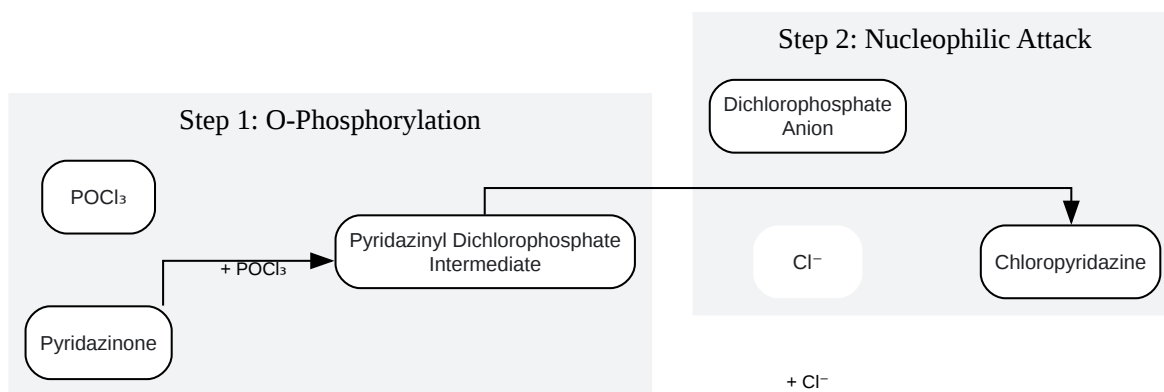 Step 1: O-Phosphorylation
POCl₃
Pyridazinone
+ POCl₃
Pyridazinyl Dichlorophosphate
Intermediate
Step 2: Nucleophilic Attack
Dichlorophosphate
Anion
Cl⁻
Chloropyridazine
+ Cl⁻